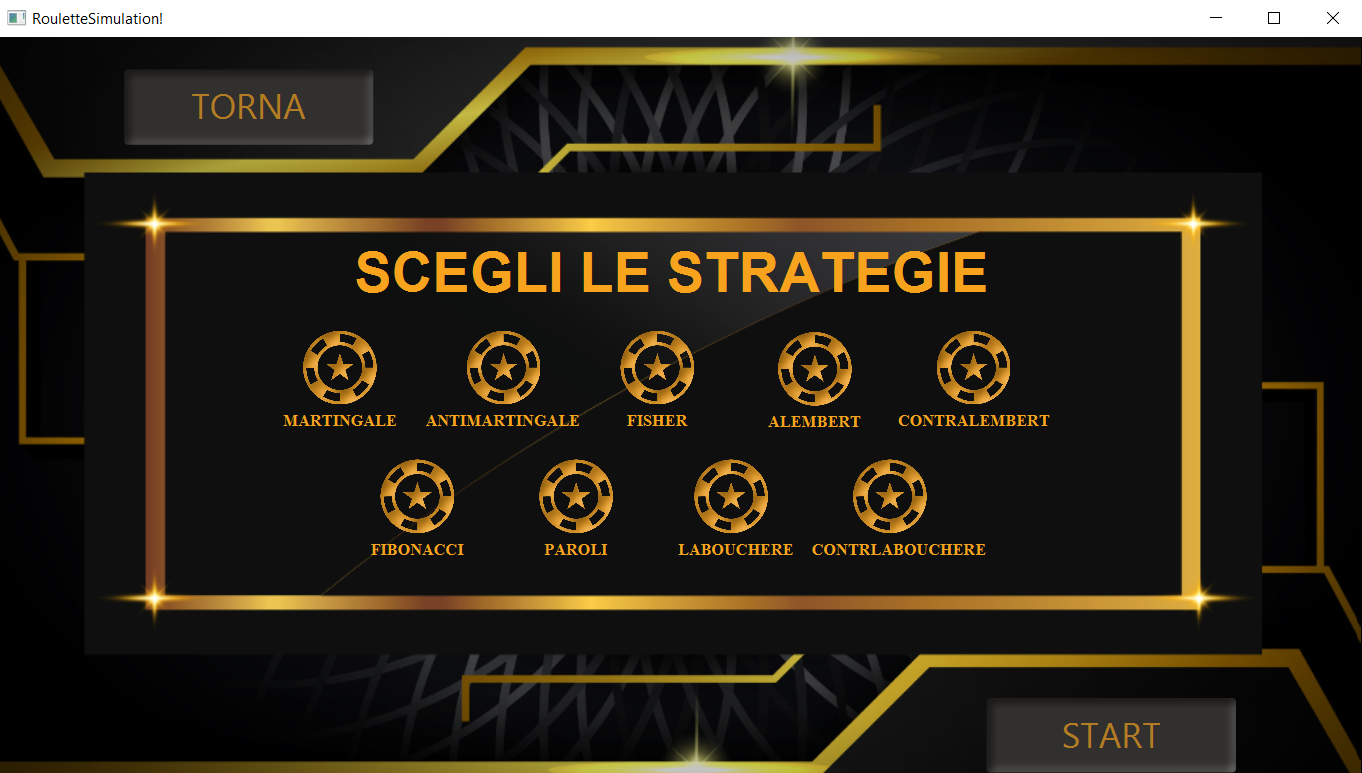 RouletteSimulation!
TORNA
SCEGLI LE STRATEGIE
MARTINGALE ANTIMARTINGALE FISHER ALEMBERT CONTRALEMBERT
FIBONACCI PAROLI LABOUCHERE CONTRLABOUCHERE
START